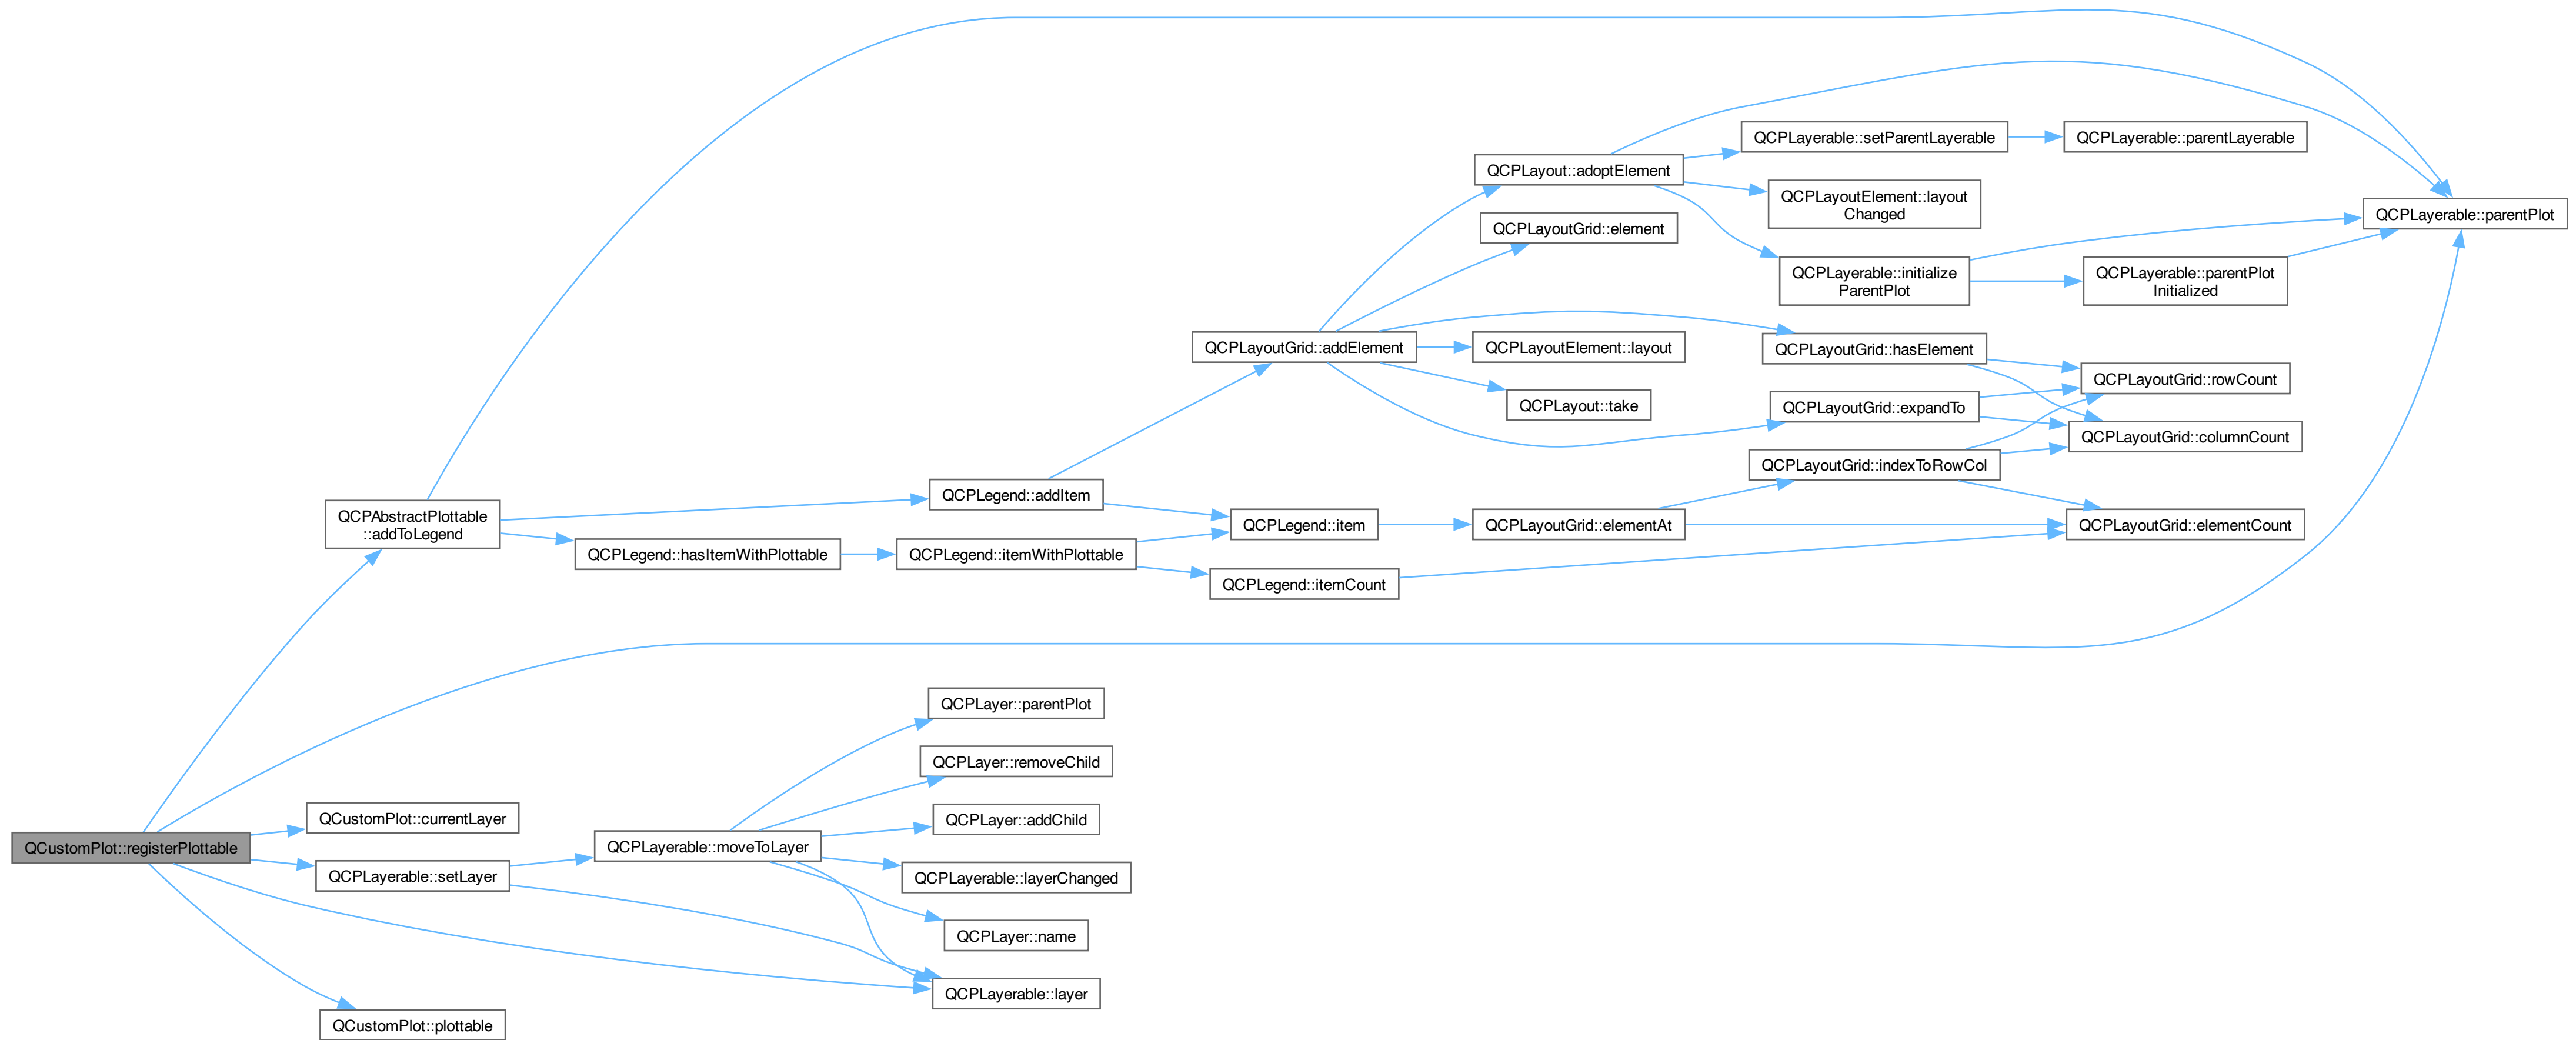 QCPLayerable::setParentLayerable
QCPLayerable::parentLayerable
QCPLayout::adoptElement
QCPLayoutElement::layout
Changed
QCPLayerable::parentPlot
QCPLayoutGrid::element
QCPLayerable::initialize
ParentPlot
QCPLayerable::parentPlot
Initialized
QCPLayoutGrid::addElement
QCPLayoutElement::layout
QCPLayoutGrid::hasElement
QCPLayoutGrid::rowCount
QCPLayout::take
QCPLayoutGrid::expandTo
QCPLayoutGrid::columnCount
QCPLayoutGrid::indexToRowCol
QCPLegend::addItem
QCPAbstractPlottable
::addToLegend
QCPLegend::item
QCPLayoutGrid::elementAt
QCPLayoutGrid::elementCount
QCPLegend::hasItemWithPlottable
QCPLegend::itemWithPlottable
QCPLegend::itemCount
QCPLayer::parentPlot
QCPLayer::removeChild
QCustomPlot::currentLayer
QCPLayer::addChild
QCustomPlot::registerPlottable
QCPLayerable::moveToLayer
QCPLayerable::setLayer
QCPLayerable::layerChanged
QCPLayer::name
QCPLayerable::layer
QCustomPlot::plottable